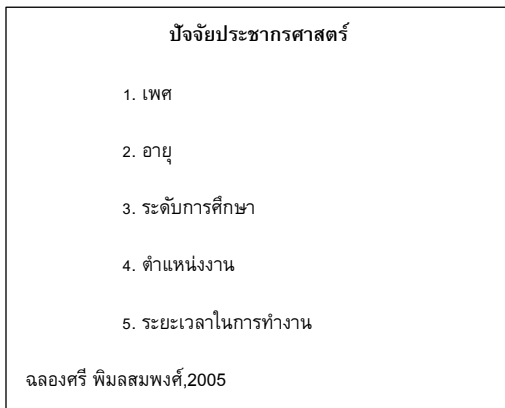 ปัจจัยประชากรศาสตร์
1. เพศ
2. อายุ
3. ระดับการศึกษา
4. ตำแหน่งงาน
5. ระยะเวลาในการทำงาน
ฉลองศรี พิมลสมพงศ์,2005